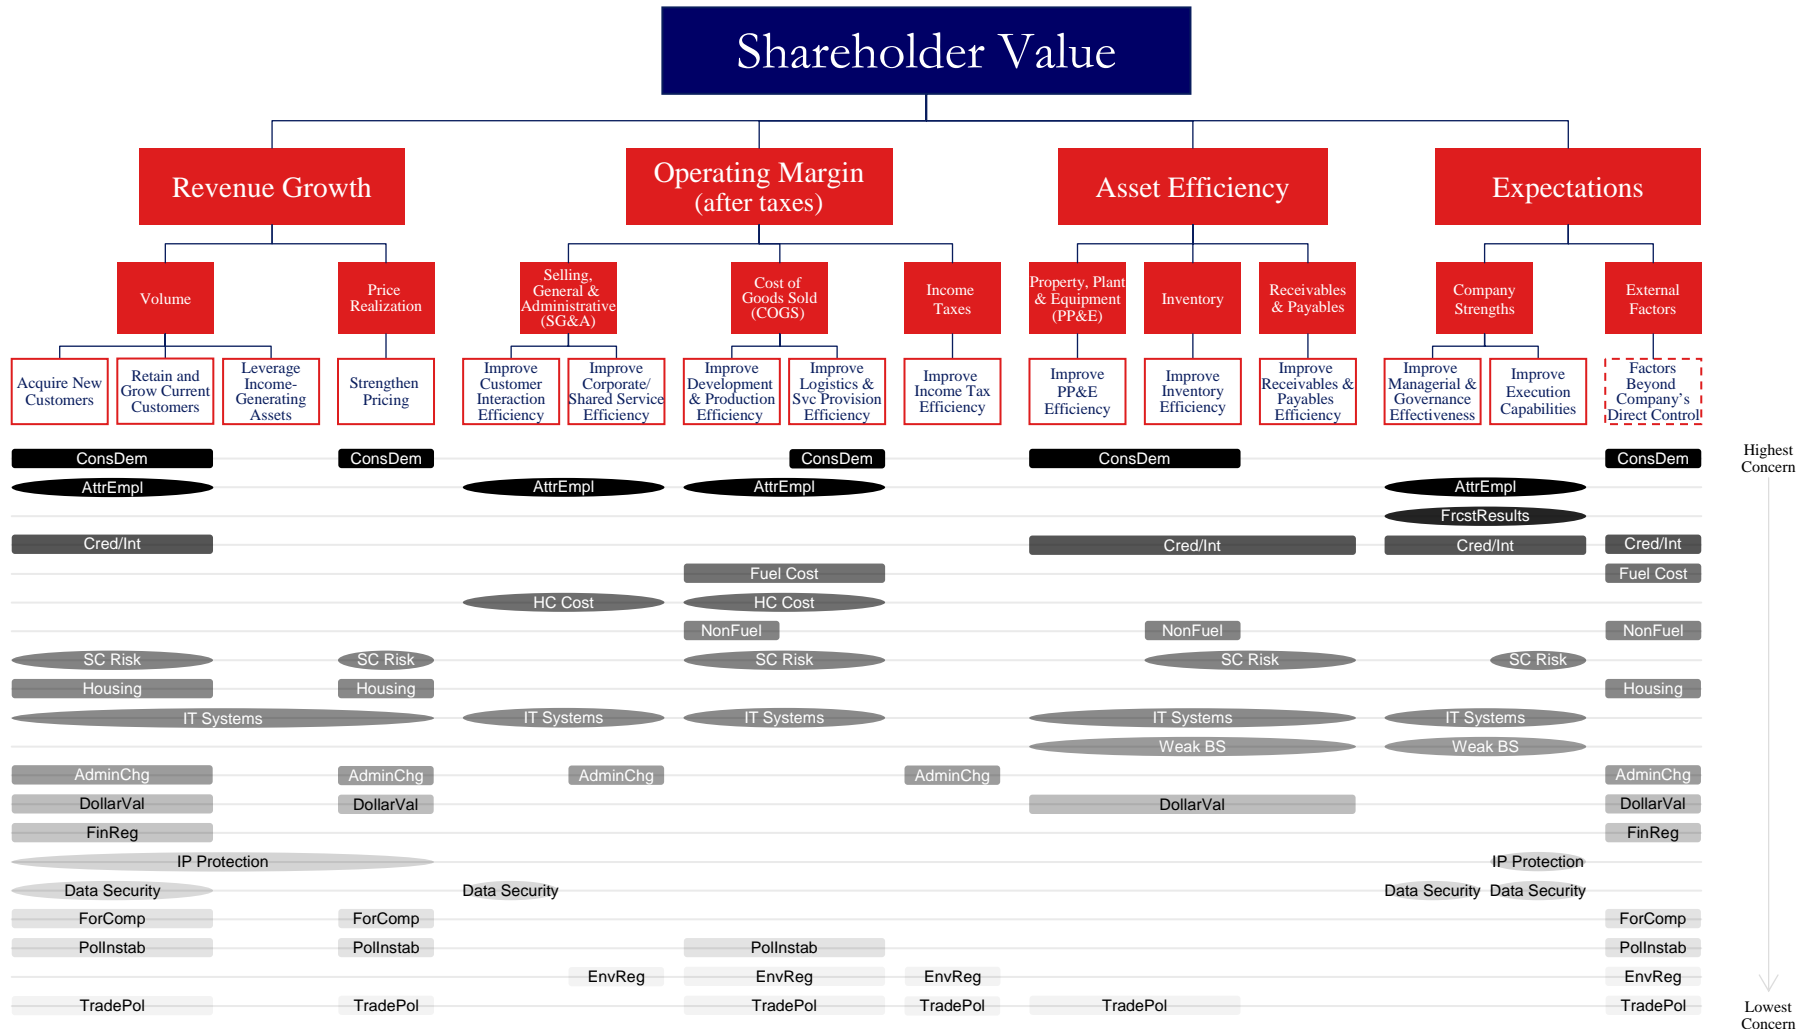 Shareholder Value
Revenue Growth
Operating Margin
(after taxes)
Asset Efficiency
Expectations
Volume
Price
Realization
Selling,
General &
Administrative
(SG&A)
Cost of
Goods Sold
(COGS)
Income
Taxes
Property, Plant
& Equipment
(PP&E)
Inventory
Receivables
& Payables
Company
Strengths
External
Factors
Acquire New
Customers
Retain and
Grow Current
Customers
Leverage
Income-
Generating
Assets
Strengthen
Pricing
Improve
Customer
Interaction
Efficiency
Improve
Corporate/
Shared Service
Efficiency
Improve
Development
& Production
Efficiency
Improve
Logistics &
Svc Provision
Efficiency
Improve
Income Tax
Efficiency
Improve
PP&E
Efficiency
Improve
Inventory
Efficiency
Improve
Receivables &
Payables
Efficiency
Improve
Managerial &
Governance
Effectiveness
Improve
Execution
Capabilities
Factors
Beyond
Company's
Direct Control
Highest
Concern
ConsDem ConsDem ConsDem ConsDem ConsDem
AttrEmpl AttrEmpl AttrEmpl AttrEmpl
FrcstResults
Cred/Int Cred/Int Cred/Int Cred/Int
Fuel Cost Fuel Cost
HC Cost HC Cost
NonFuel NonFuel NonFuel
SC Risk SC Risk SC Risk SC Risk SC Risk
Housing Housing Housing
IT Systems IT Systems IT Systems IT Systems IT Systems
Weak BS Weak BS
AdminChg AdminChg AdminChg AdminChg AdminChg
DollarVal DollarVal DollarVal DollarVal
FinReg FinReg
IP Protection IP Protection
Data Security Data Security Data Security Data Security
ForComp ForComp ForComp
PolInstab PolInstab PolInstab PolInstab
EnvReg EnvReg EnvReg EnvReg
TradePol TradePol TradePol TradePol TradePol TradePol
Lowest
Concern